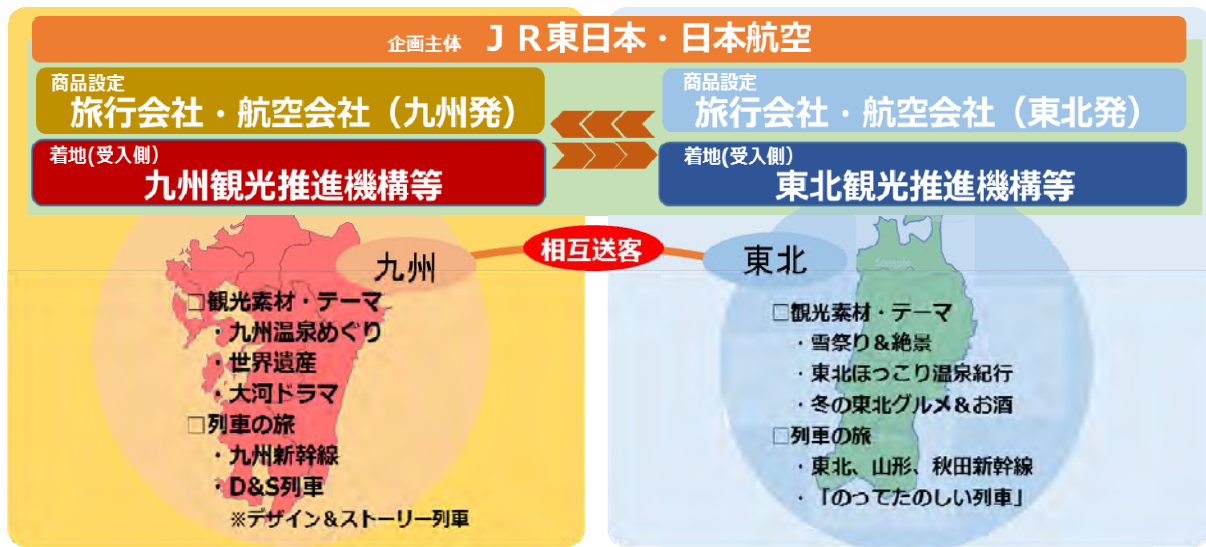 企画主体 ＪＲ東日本・日本航空
商品設定
旅行会社・航空会社（九州発）
着地(受入側）
九州観光推進機構等
商品設定
旅行会社・航空会社（東北発）
着地(受入側）
東北観光推進機構等
相互送客
九州
□観光素材・テーマ
・九州温泉めぐり
・世界遺産
・大河ドラマ
□列車の旅
・九州新幹線
・D&S列車
※デザイン＆ストーリー列車
東北
□観光素材・テーマ
・雪祭り＆絶景
・東北ほっこり温泉紀行
・冬の東北グルメ＆お酒
□列車の旅
・東北、山形、秋田新幹線
・「のってたのしい列車」